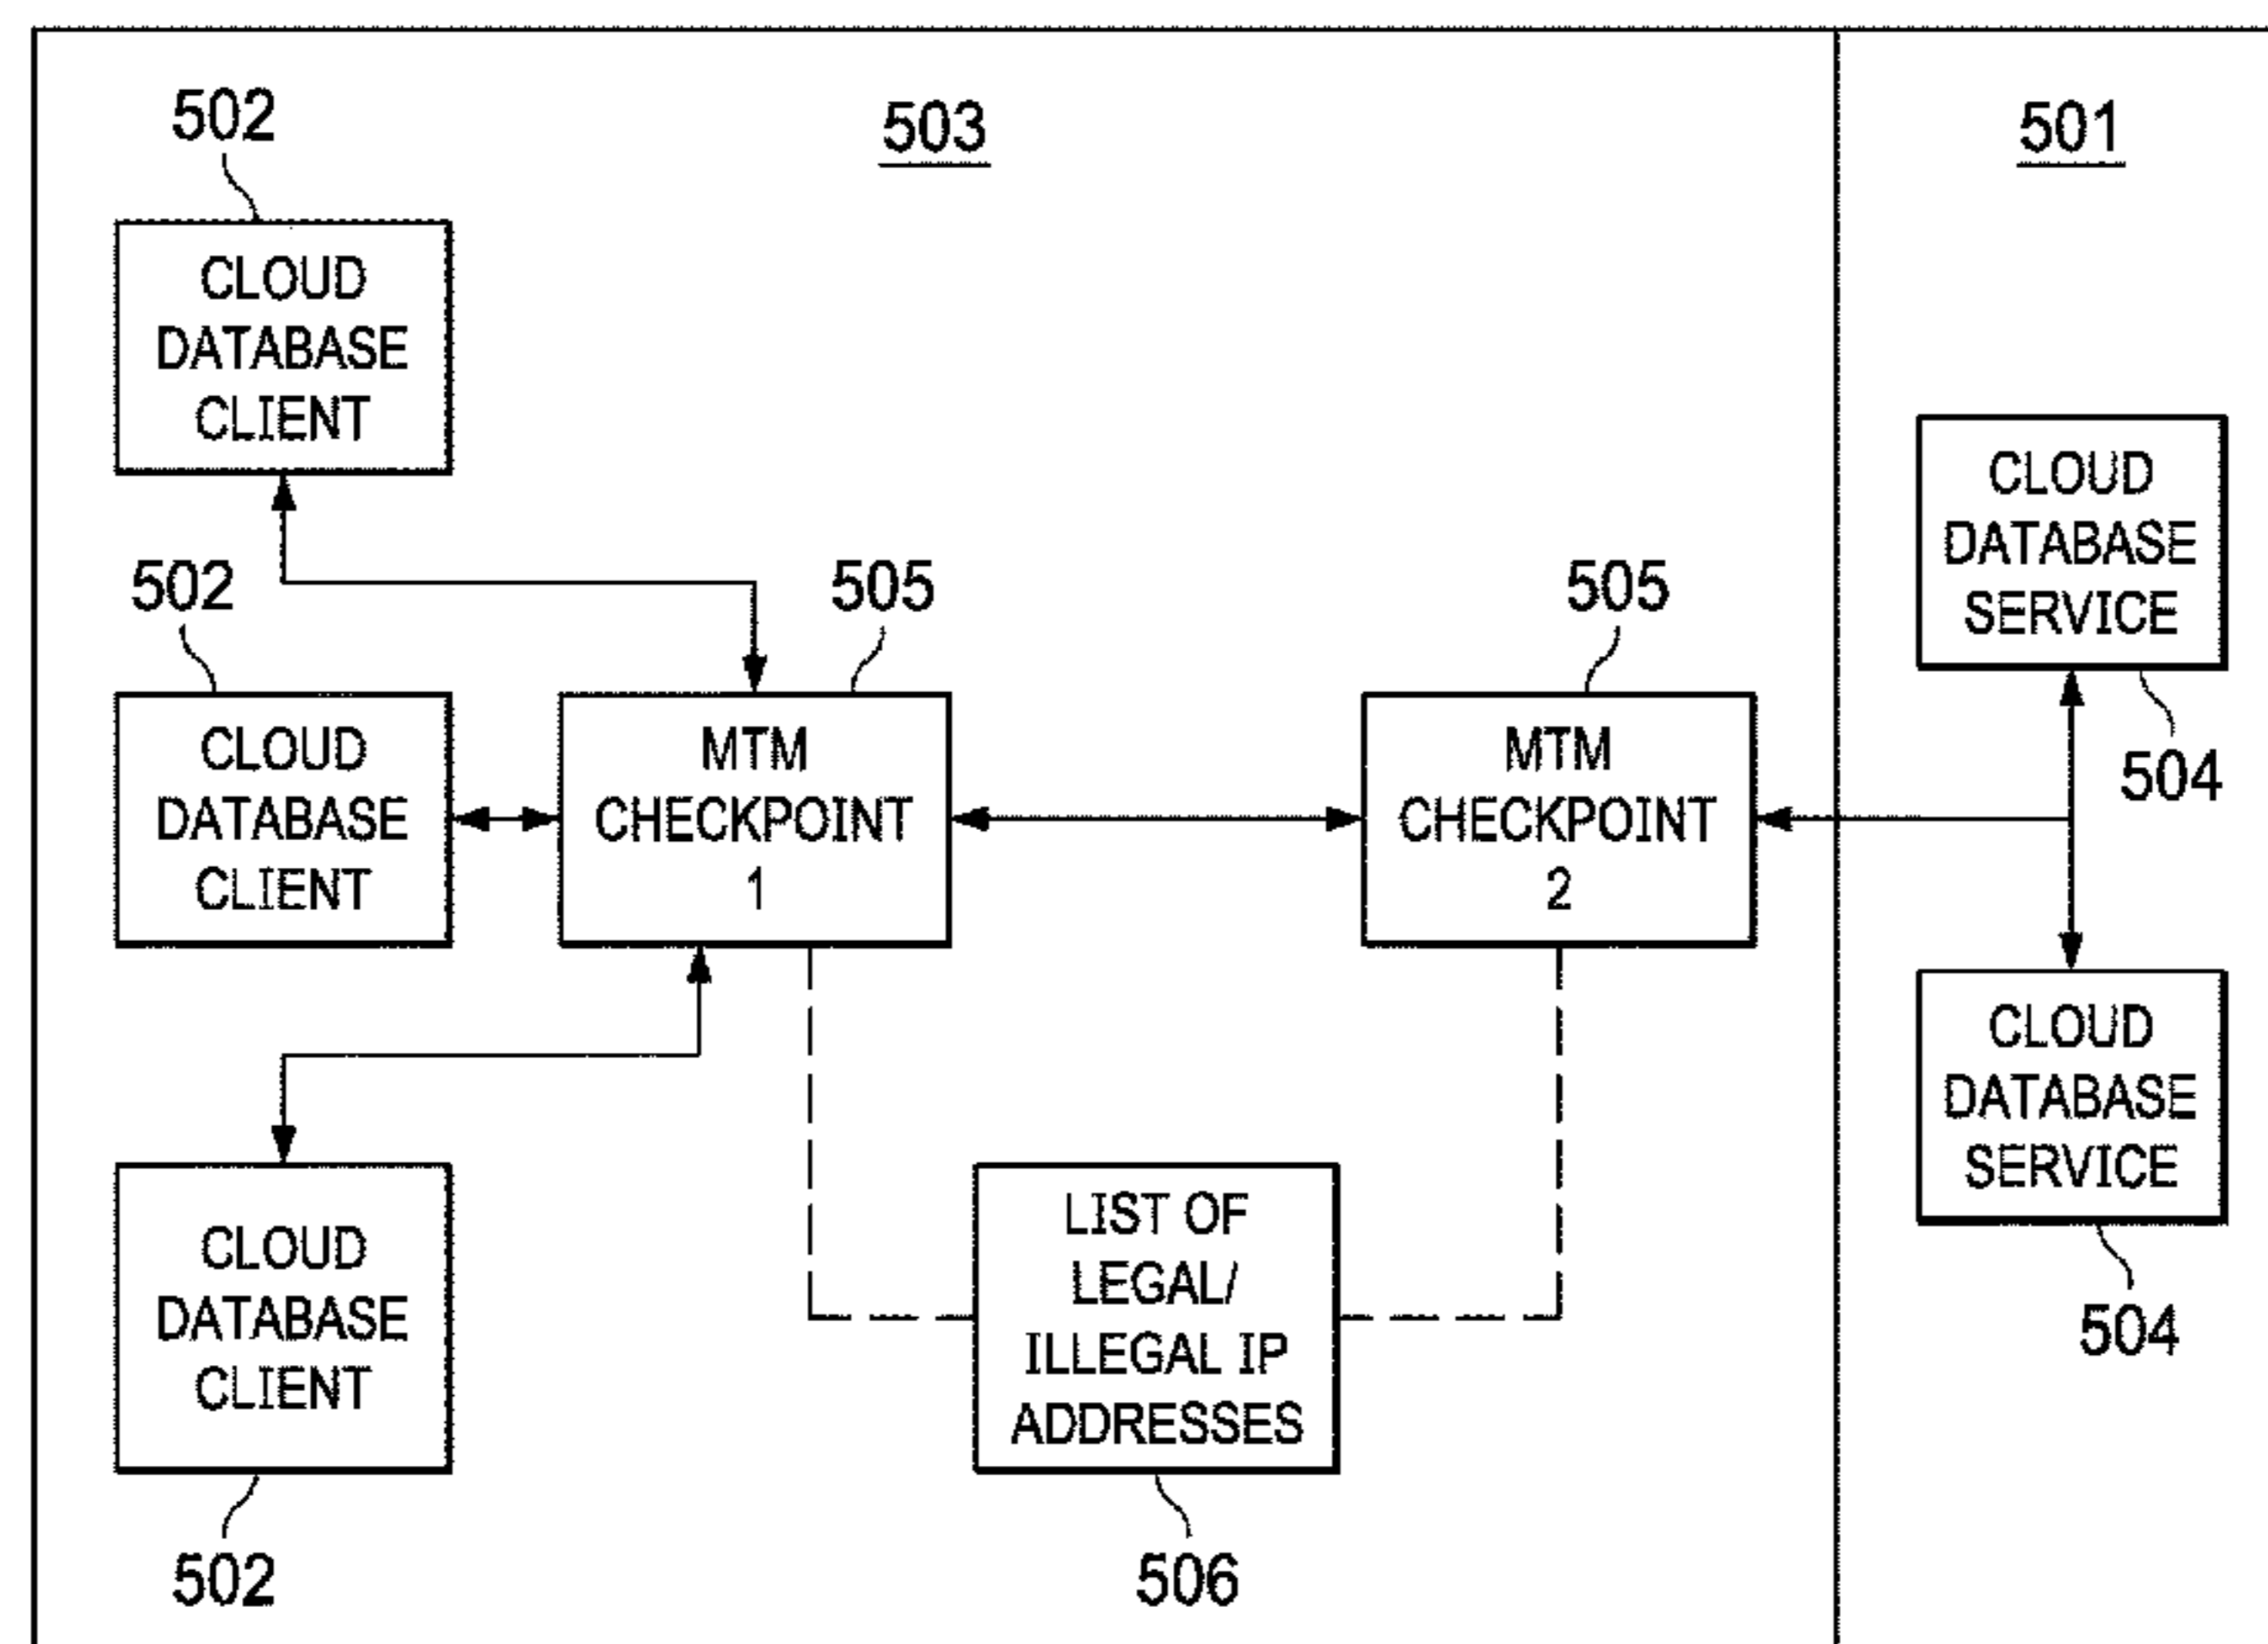 502
503
501
CLOUD
DATABASE
CLIENT
502
505
505
CLOUD
DATABASE
SERVICE
504
CLOUD
DATABASE
CLIENT
MTM
CHECKPOINT
1
MTM
CHECKPOINT
2
CLOUD
DATABASE
SERVICE
504
CLOUD
DATABASE
CLIENT
502
LIST OF
LEGAL/
ILLEGAL IP
ADDRESSES
506